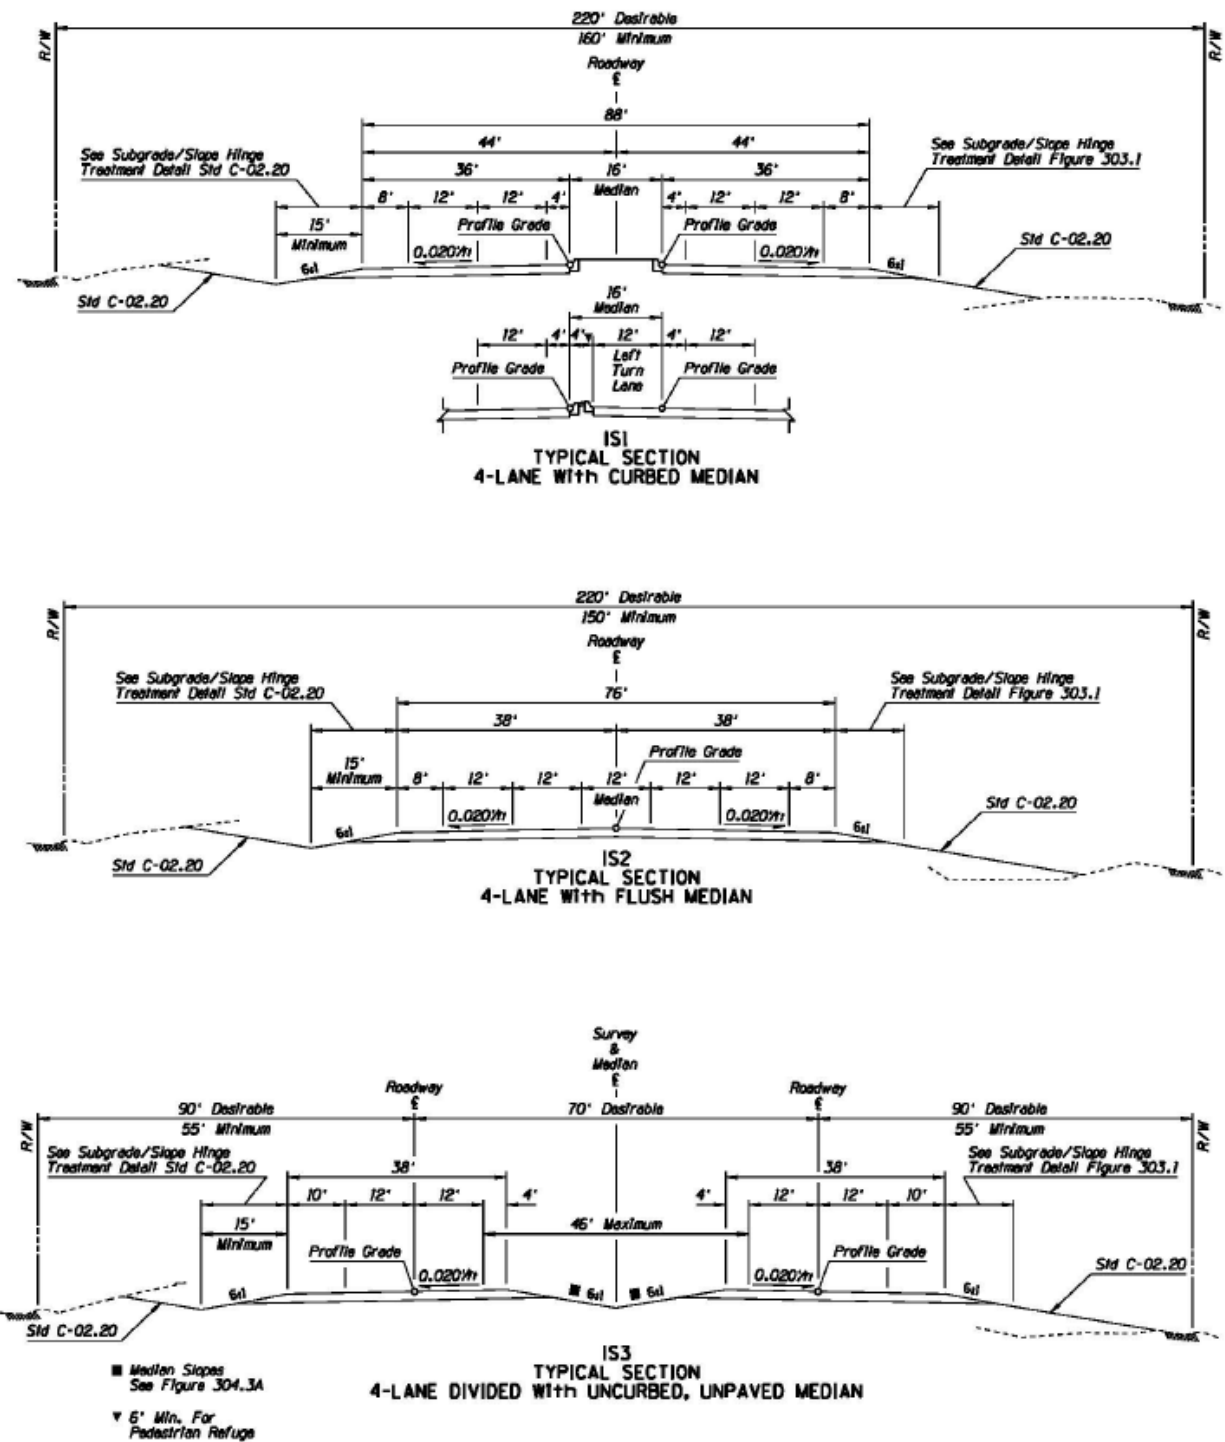 220' Desirable
160' Minimum
R/W
R/W
Roadway
℄
88'
44' 44'
See Subgrade/Slope Hinge
Treatment Detail Std C-02.20
See Subgrade/Slope Hinge
Treatment Detail Figure 303.1
36' 16' 36'
Median
8' 12' 12' 4' 4' 12' 12' 8'
15'
Minimum
Profile Grade Profile Grade
0.020'/ft 0.020'/ft
Std C-02.20
6:1 6:1
Std C-02.20
16'
Median
12' 4' 4' ▼ 12' 4' 12'
Left
Turn
Lane
Profile Grade Profile Grade
IS1
TYPICAL SECTION
4-LANE With CURBED MEDIAN
220' Desirable
150' Minimum
R/W
R/W
Roadway
℄
See Subgrade/Slope Hinge
Treatment Detail Std C-02.20
See Subgrade/Slope Hinge
Treatment Detail Figure 303.1
76'
38' 38'
Profile Grade
15'
Minimum
8' 12' 12' 12' 12' 12' 8'
Median
0.020'/ft 0.020'/ft
Std C-02.20
6:1 6:1
Std C-02.20
IS2
TYPICAL SECTION
4-LANE With FLUSH MEDIAN
Survey
&
Median
℄
Roadway
℄
Roadway
℄
90' Desirable 70' Desirable 90' Desirable
55' Minimum 55' Minimum
R/W
R/W
See Subgrade/Slope Hinge
Treatment Detail Std C-02.20
See Subgrade/Slope Hinge
Treatment Detail Figure 303.1
38' 38'
10' 12' 12' 4' 4' 12' 12' 10'
15'
Minimum
46' Maximum
Profile Grade Profile Grade
0.020'/ft 0.020'/ft
Std C-02.20
6:1 ■ 6:1 ■ 6:1 6:1
Std C-02.20
IS3
TYPICAL SECTION
4-LANE DIVIDED With UNCURBED, UNPAVED MEDIAN
■ Median Slopes
See Figure 304.3A
▼ 6' Min. For
Pedestrian Refuge